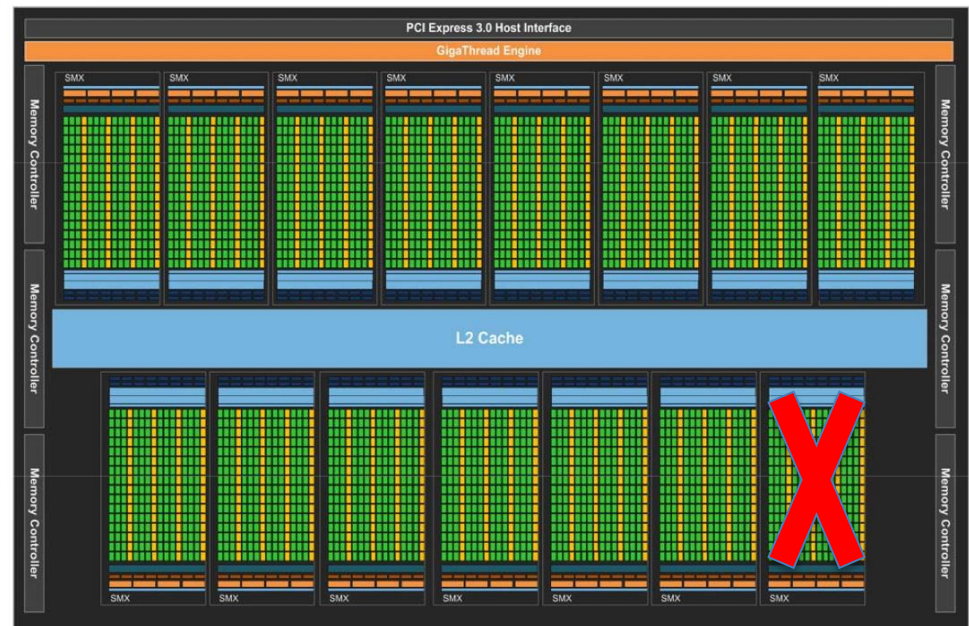 PCI Express 3.0 Host Interface
GigaThread Engine
SMX SMX SMX SMX SMX SMX SMX SMX
Memory Controller
Memory Controller
Memory Controller
Memory Controller
L2 Cache
Memory Controller
Memory Controller
SMX SMX SMX SMX SMX SMX SMX